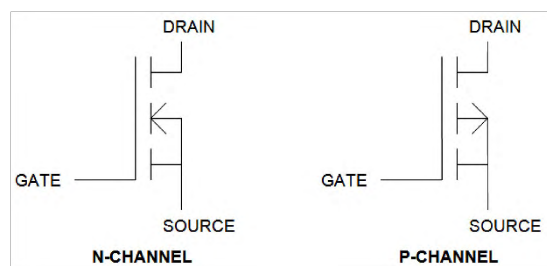 DRAIN
DRAIN
GATE
GATE
SOURCE
SOURCE
N-CHANNEL
P-CHANNEL